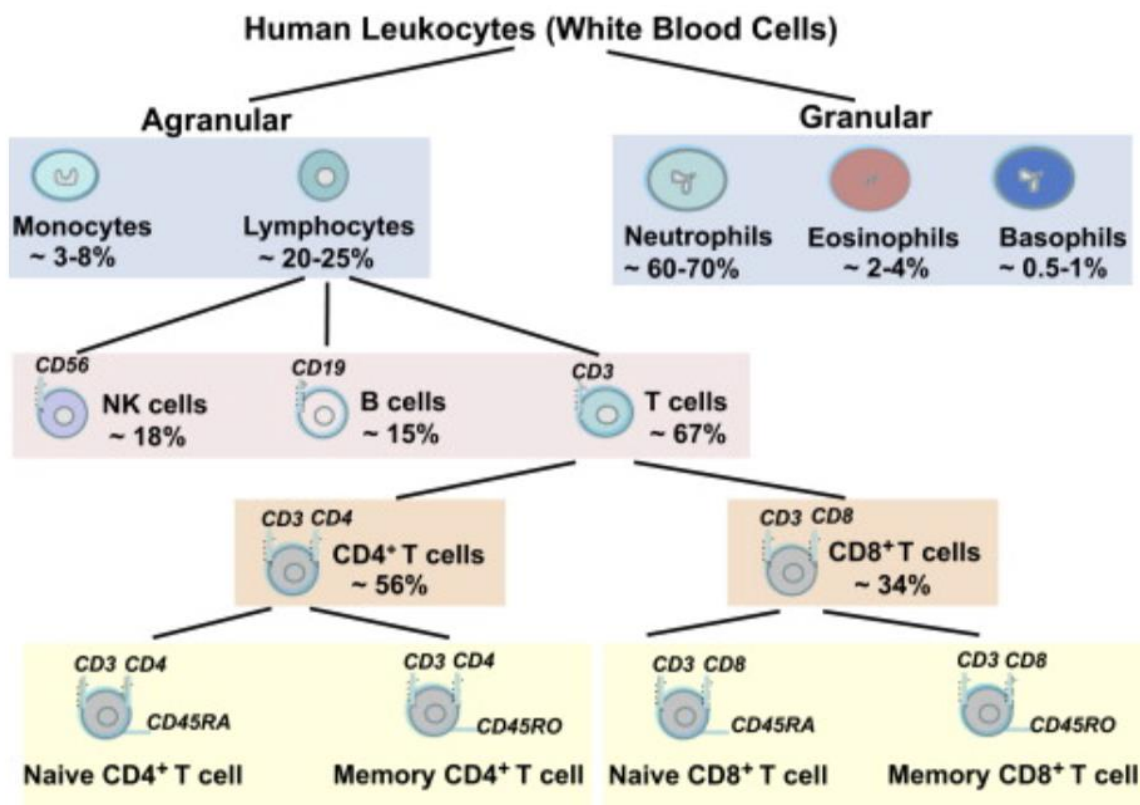 Human Leukocytes (White Blood Cells)
Agranular
Granular
Monocytes
~ 3-8%
Lymphocytes
~ 20-25%
Neutrophils
~ 60-70%
Eosinophils
~ 2-4%
Basophils
~ 0.5-1%
CD56
NK cells
~ 18%
CD19
B cells
~ 15%
CD3
T cells
~ 67%
CD3 CD4
CD4⁺ T cells
~ 56%
CD3 CD8
CD8⁺ T cells
~ 34%
CD3 CD4
CD45RA
Naive CD4⁺ T cell
CD3 CD4
CD45RO
Memory CD4⁺ T cell
CD3 CD8
CD45RA
Naive CD8⁺ T cell
CD3 CD8
CD45RO
Memory CD8⁺ T cell